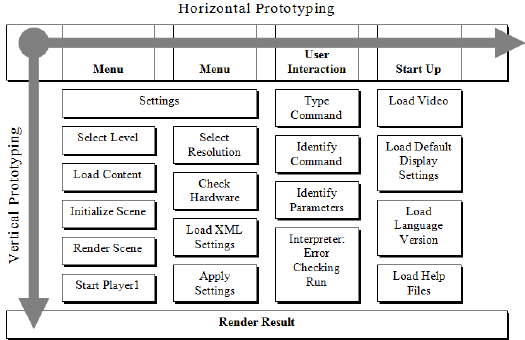 Horizontal Prototyping
Vertical Prototyping
Menu
Menu
User
Interaction
Start Up
Settings
Select Level
Load Content
Initialize Scene
Render Scene
Start Player1
Select
Resolution
Check
Hardware
Load XML
Settings
Apply
Settings
Type
Command
Identify
Command
Identify
Parameters
Interpreter:
Error
Checking
Run
Load Video
Load Default
Display
Settings
Load
Language
Version
Load Help
Files
Render Result